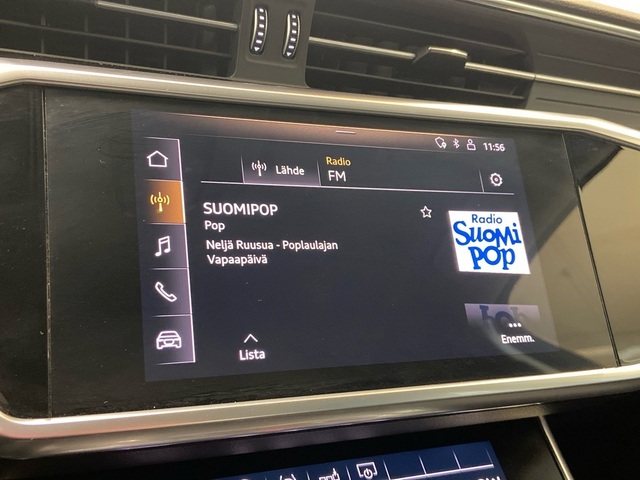 11:56
Lähde
Radio
FM
SUOMIPOP
Pop
Neljä Ruusua - Poplaulajan
Vapaapäivä
Radio
SUOMi
POP
Lista
Enemm.